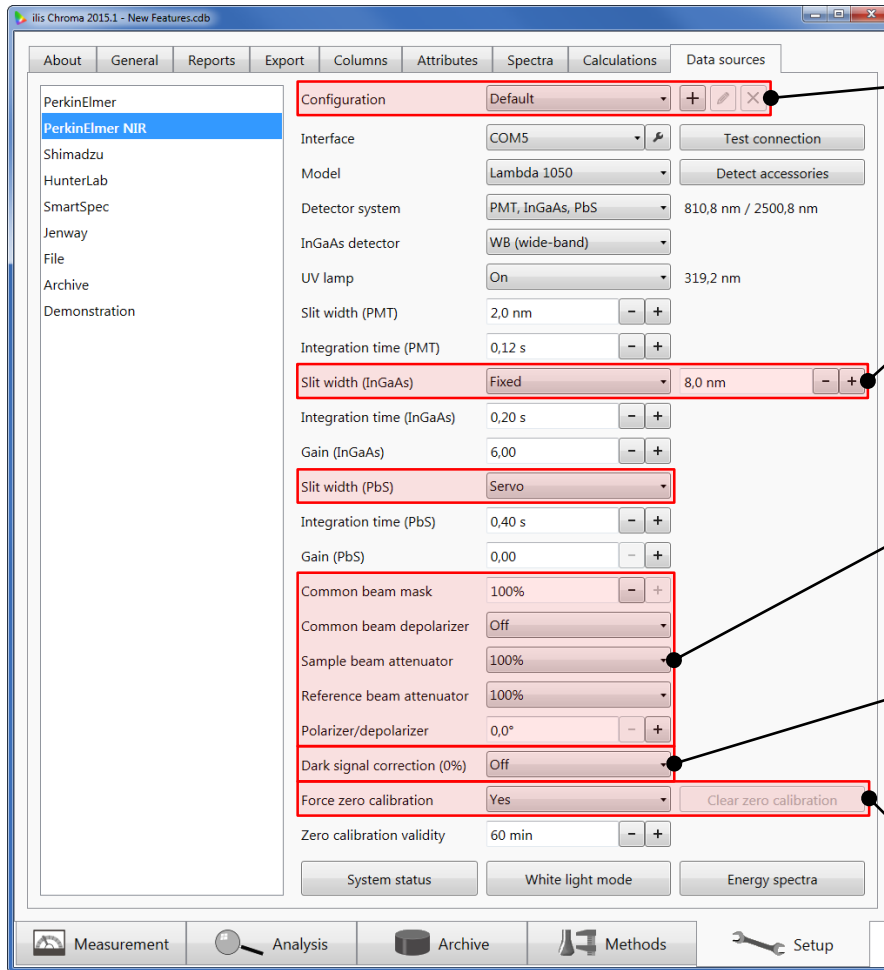 ilis Chroma 2015.1 - New Features.cdb
About General Reports Export Columns Attributes Spectra Calculations Data sources
PerkinElmer
PerkinElmer NIR
Shimadzu
HunterLab
SmartSpec
Jenway
File
Archive
Demonstration
Configuration Default
Interface COM5 Test connection
Model Lambda 1050 Detect accessories
Detector system PMT, InGaAs, PbS 810,8 nm / 2500,8 nm
InGaAs detector WB (wide-band)
UV lamp On 319,2 nm
Slit width (PMT) 2,0 nm - +
Integration time (PMT) 0,12 s - +
Slit width (InGaAs) Fixed 8,0 nm - +
Integration time (InGaAs) 0,20 s - +
Gain (InGaAs) 6,00 - +
Slit width (PbS) Servo
Integration time (PbS) 0,40 s - +
Gain (PbS) 0,00 - +
Common beam mask 100% - +
Common beam depolarizer Off
Sample beam attenuator 100%
Reference beam attenuator 100%
Polarizer/depolarizer 0,0° - +
Dark signal correction (0%) Off
Force zero calibration Yes Clear zero calibration
Zero calibration validity 60 min - +
System status White light mode Energy spectra
Measurement Analysis Archive Methods Setup